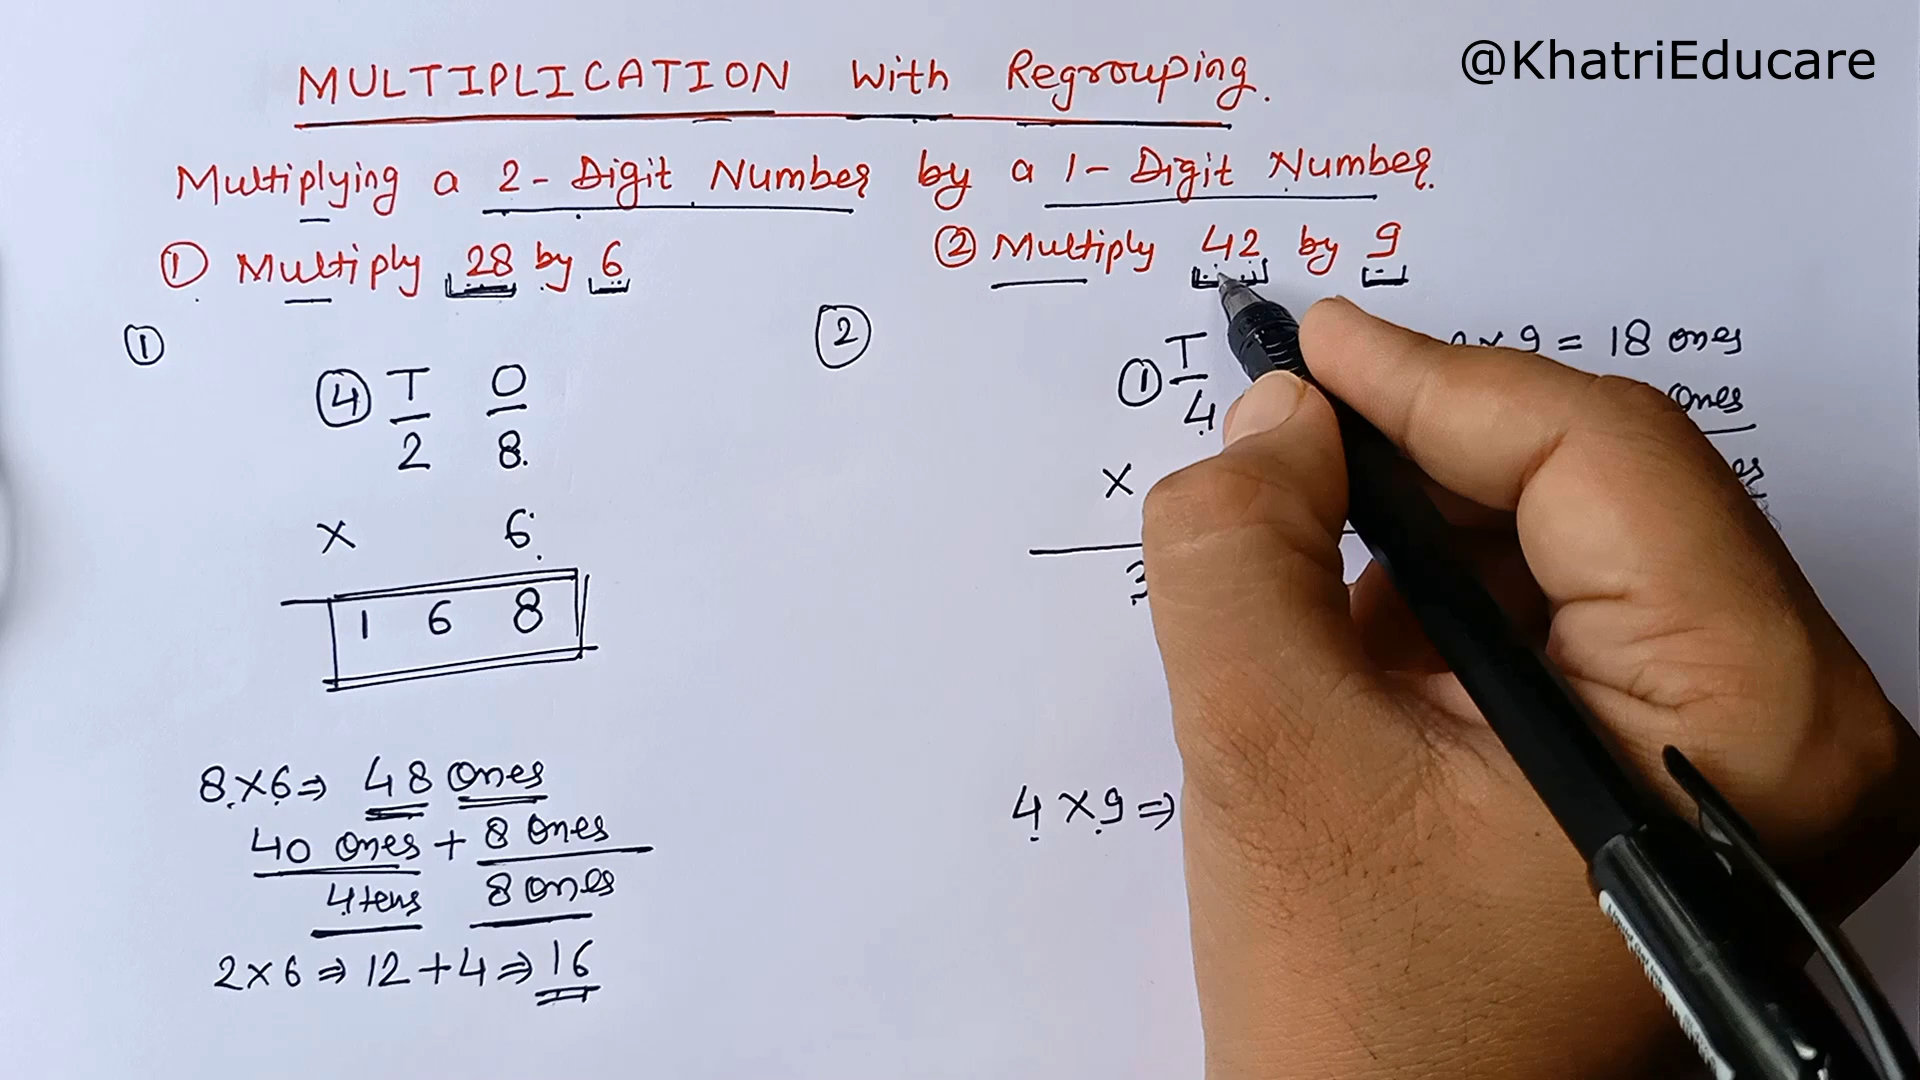 @KhatriEducare
MULTIPLICATION with Regrouping.
Multiplying a 2-Digit Number by a 1-Digit Number.
① Multiply 28 by 6
② Multiply 42 by 9
①
④ T O
2 8
× 6
1 6 8
8×6⇒ 48 ones
40 ones + 8 ones
4 tens 8 ones
2×6⇒12+4⇒16
②
① T
4
×
3
× 9 = 18 ones
ones
4×9⇒